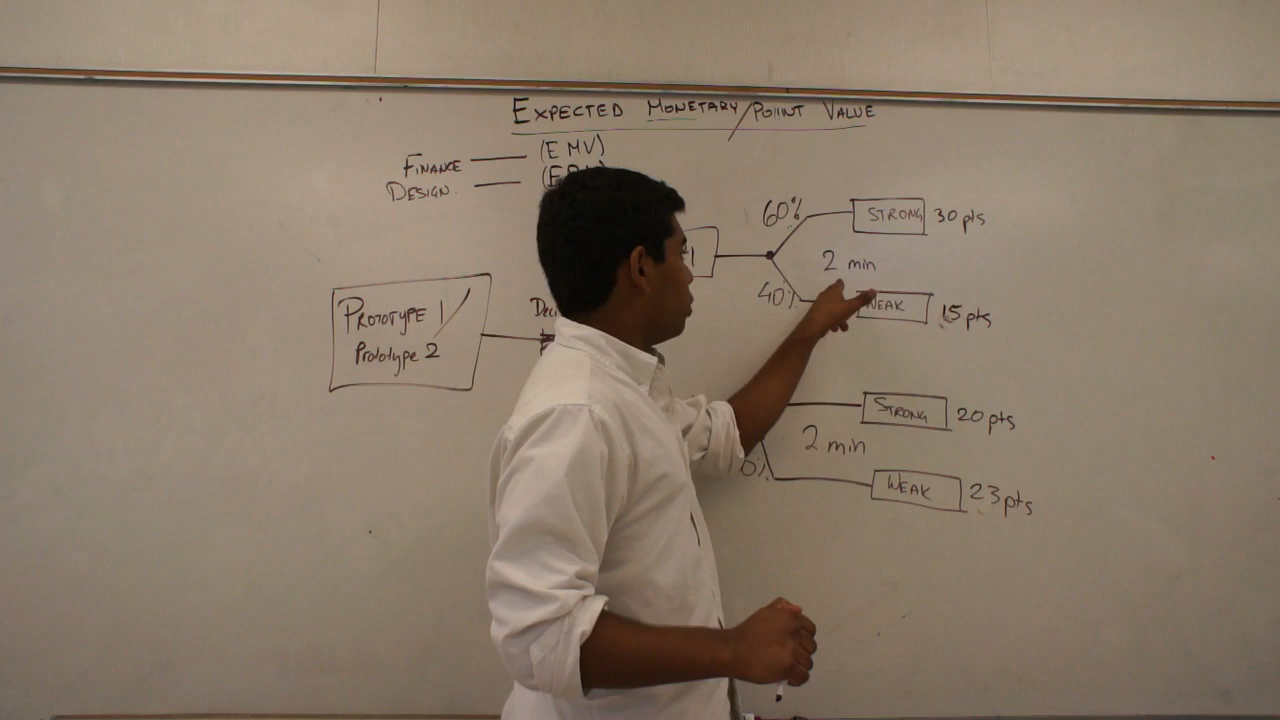 EXPECTED MONETARY/POINT VALUE
FINANCE (EMV)
DESIGN.
60% STRONG 30 pts
2 min
40% WEAK 15 pts
PROTOTYPE 1
Prototype 2
STRONG 20 pts
2 min
WEAK 23 pts